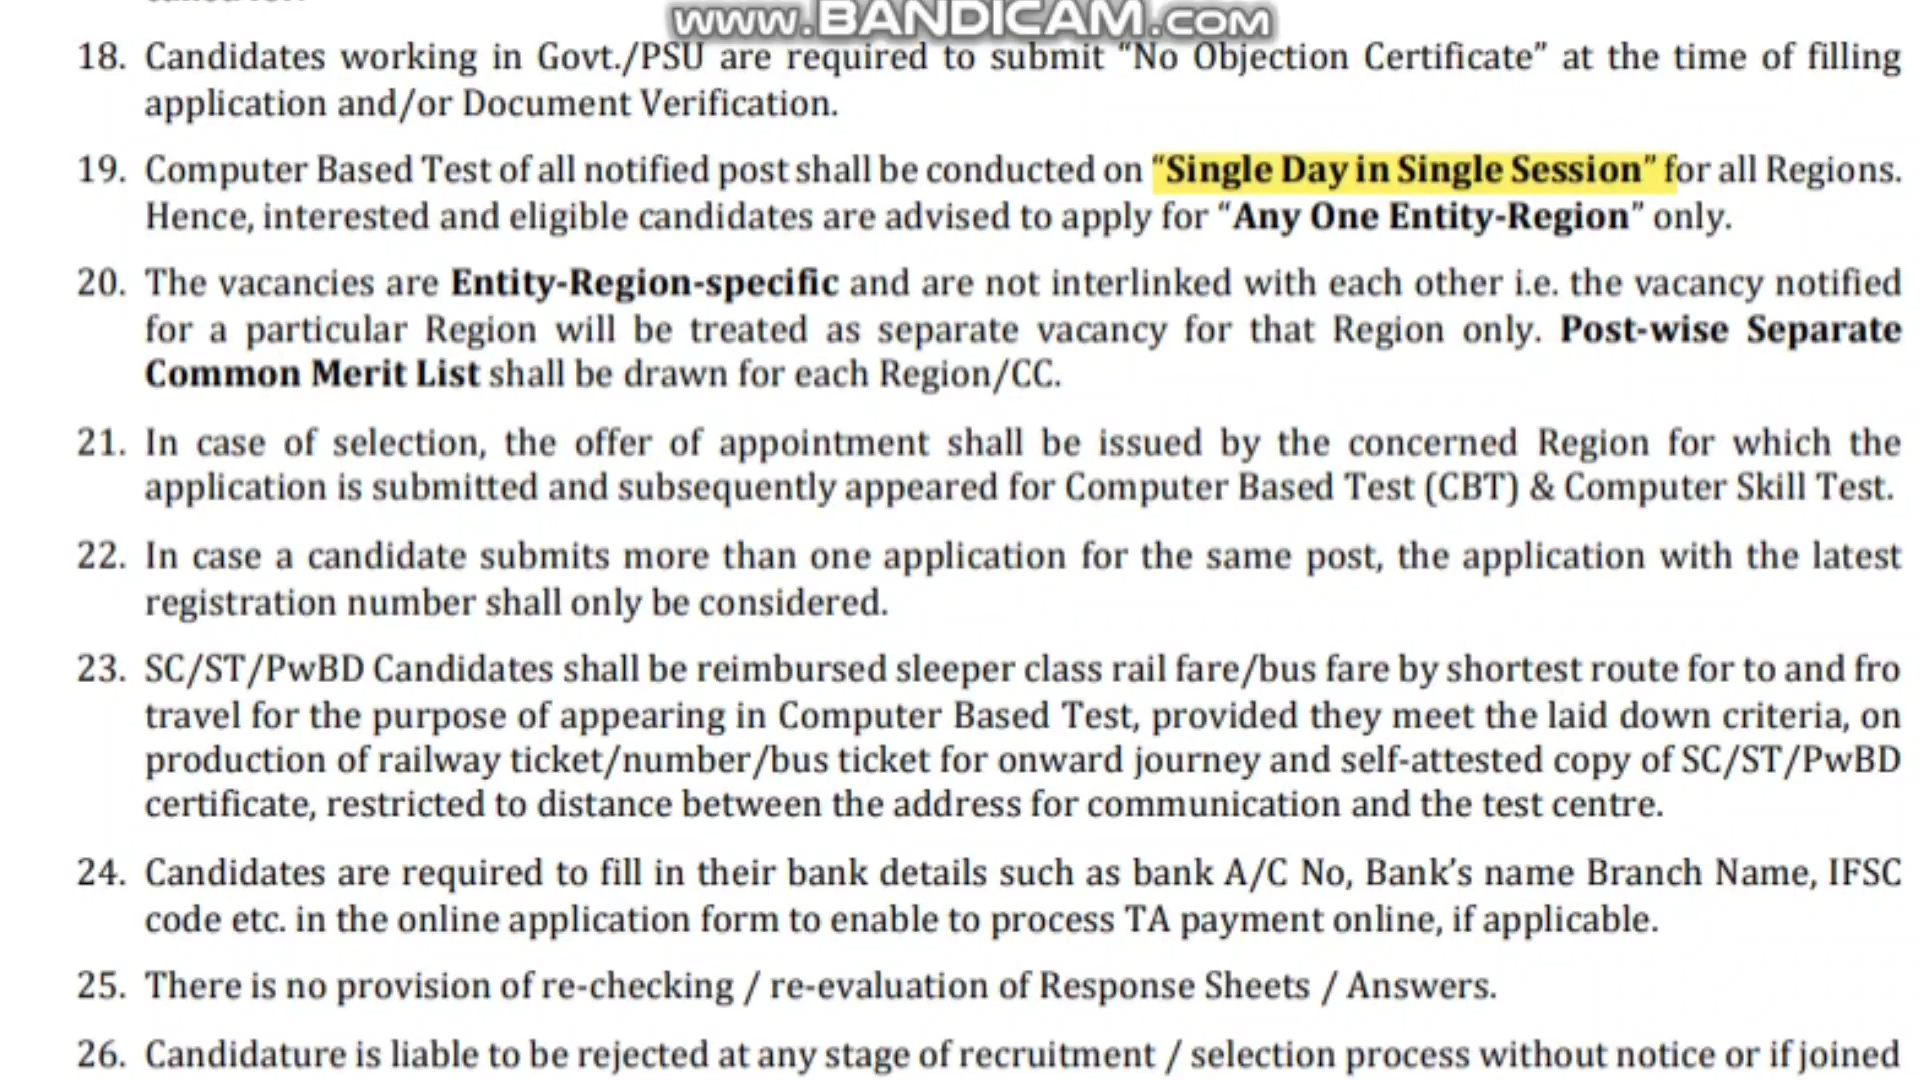 www.BANDICAM.com
18. Candidates working in Govt./PSU are required to submit “No Objection Certificate” at the time of filling
application and/or Document Verification.
19. Computer Based Test of all notified post shall be conducted on “Single Day in Single Session” for all Regions.
Hence, interested and eligible candidates are advised to apply for “Any One Entity-Region” only.
20. The vacancies are Entity-Region-specific and are not interlinked with each other i.e. the vacancy notified
for a particular Region will be treated as separate vacancy for that Region only. Post-wise Separate
Common Merit List shall be drawn for each Region/CC.
21. In case of selection, the offer of appointment shall be issued by the concerned Region for which the
application is submitted and subsequently appeared for Computer Based Test (CBT) & Computer Skill Test.
22. In case a candidate submits more than one application for the same post, the application with the latest
registration number shall only be considered.
23. SC/ST/PwBD Candidates shall be reimbursed sleeper class rail fare/bus fare by shortest route for to and fro
travel for the purpose of appearing in Computer Based Test, provided they meet the laid down criteria, on
production of railway ticket/number/bus ticket for onward journey and self-attested copy of SC/ST/PwBD
certificate, restricted to distance between the address for communication and the test centre.
24. Candidates are required to fill in their bank details such as bank A/C No, Bank’s name Branch Name, IFSC
code etc. in the online application form to enable to process TA payment online, if applicable.
25. There is no provision of re-checking / re-evaluation of Response Sheets / Answers.
26. Candidature is liable to be rejected at any stage of recruitment / selection process without notice or if joined